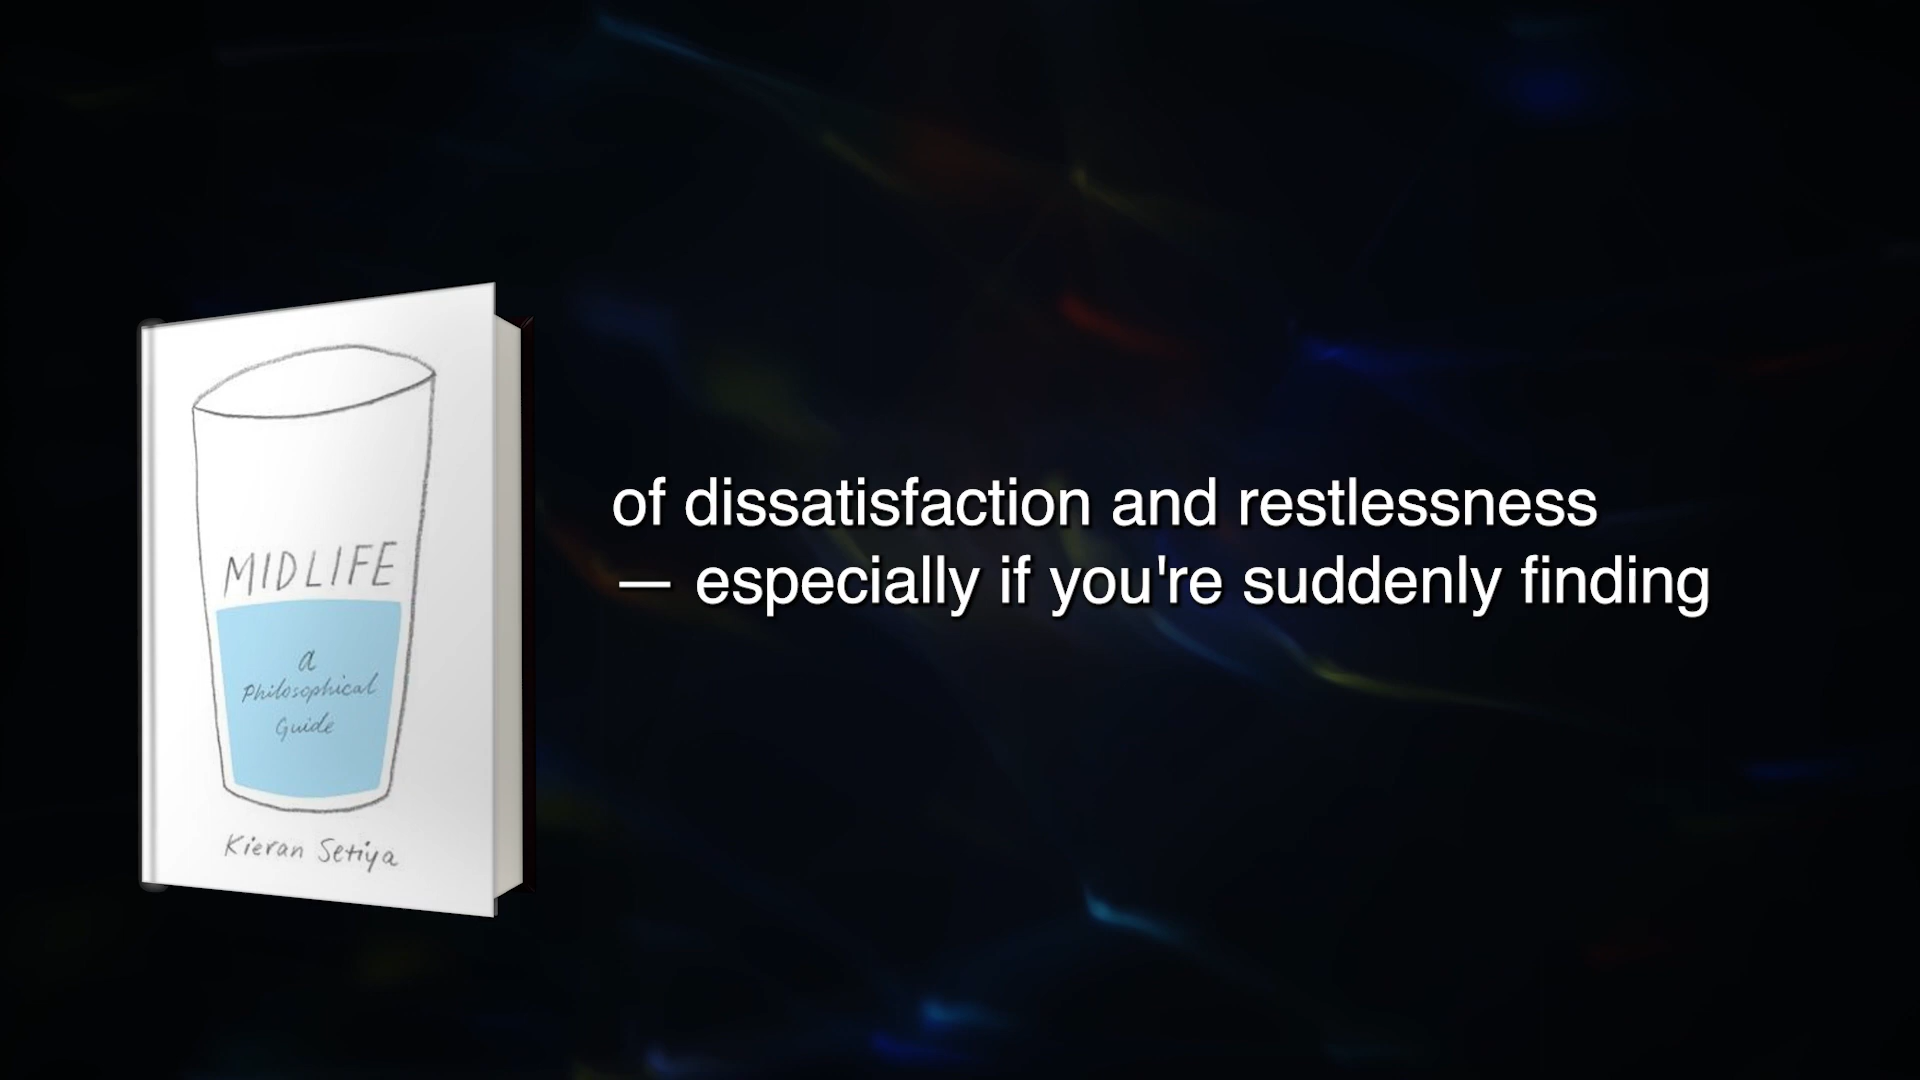 MIDLIFE
a
Philosophical
Guide
Kieran Setiya
of dissatisfaction and restlessness
— especially if you're suddenly finding